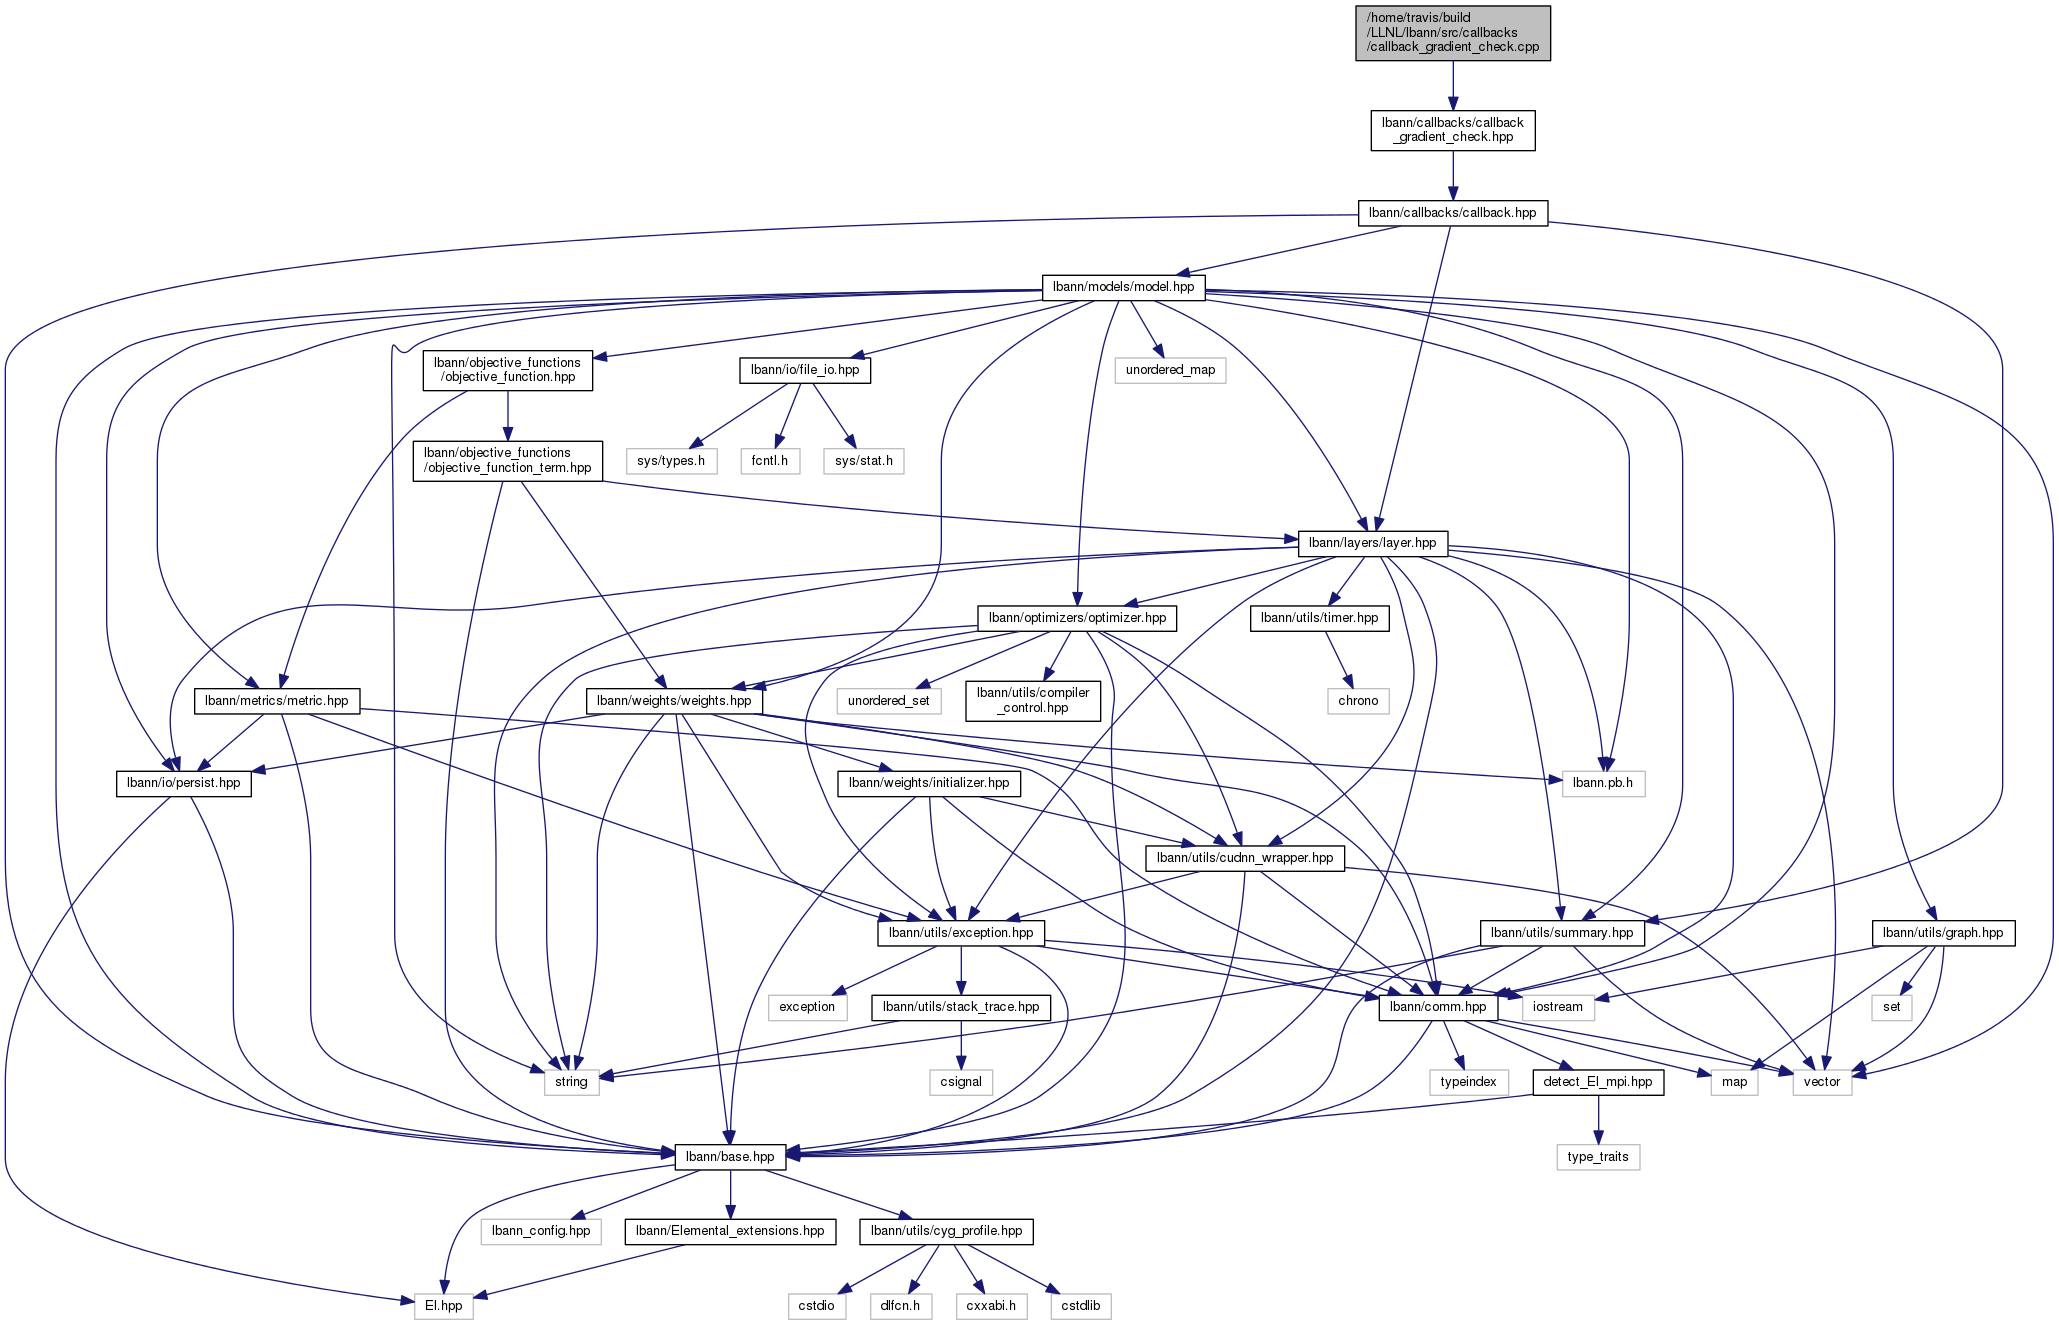 /home/travis/build
/LLNL/lbann/src/callbacks
/callback_gradient_check.cpp
lbann/callbacks/callback
_gradient_check.hpp
lbann/callbacks/callback.hpp
lbann/models/model.hpp
lbann/objective_functions
/objective_function.hpp
lbann/io/file_io.hpp
unordered_map
lbann/objective_functions
/objective_function_term.hpp
sys/types.h
fcntl.h
sys/stat.h
lbann/layers/layer.hpp
lbann/optimizers/optimizer.hpp
lbann/utils/timer.hpp
lbann/metrics/metric.hpp
lbann/weights/weights.hpp
unordered_set
lbann/utils/compiler
_control.hpp
chrono
lbann/io/persist.hpp
lbann/weights/initializer.hpp
lbann.pb.h
lbann/utils/cudnn_wrapper.hpp
lbann/utils/exception.hpp
lbann/utils/summary.hpp
lbann/utils/graph.hpp
exception
lbann/utils/stack_trace.hpp
lbann/comm.hpp
iostream
set
string
csignal
typeindex
detect_El_mpi.hpp
map
vector
lbann/base.hpp
type_traits
lbann_config.hpp
lbann/Elemental_extensions.hpp
lbann/utils/cyg_profile.hpp
El.hpp
cstdio
dlfcn.h
cxxabi.h
cstdlib